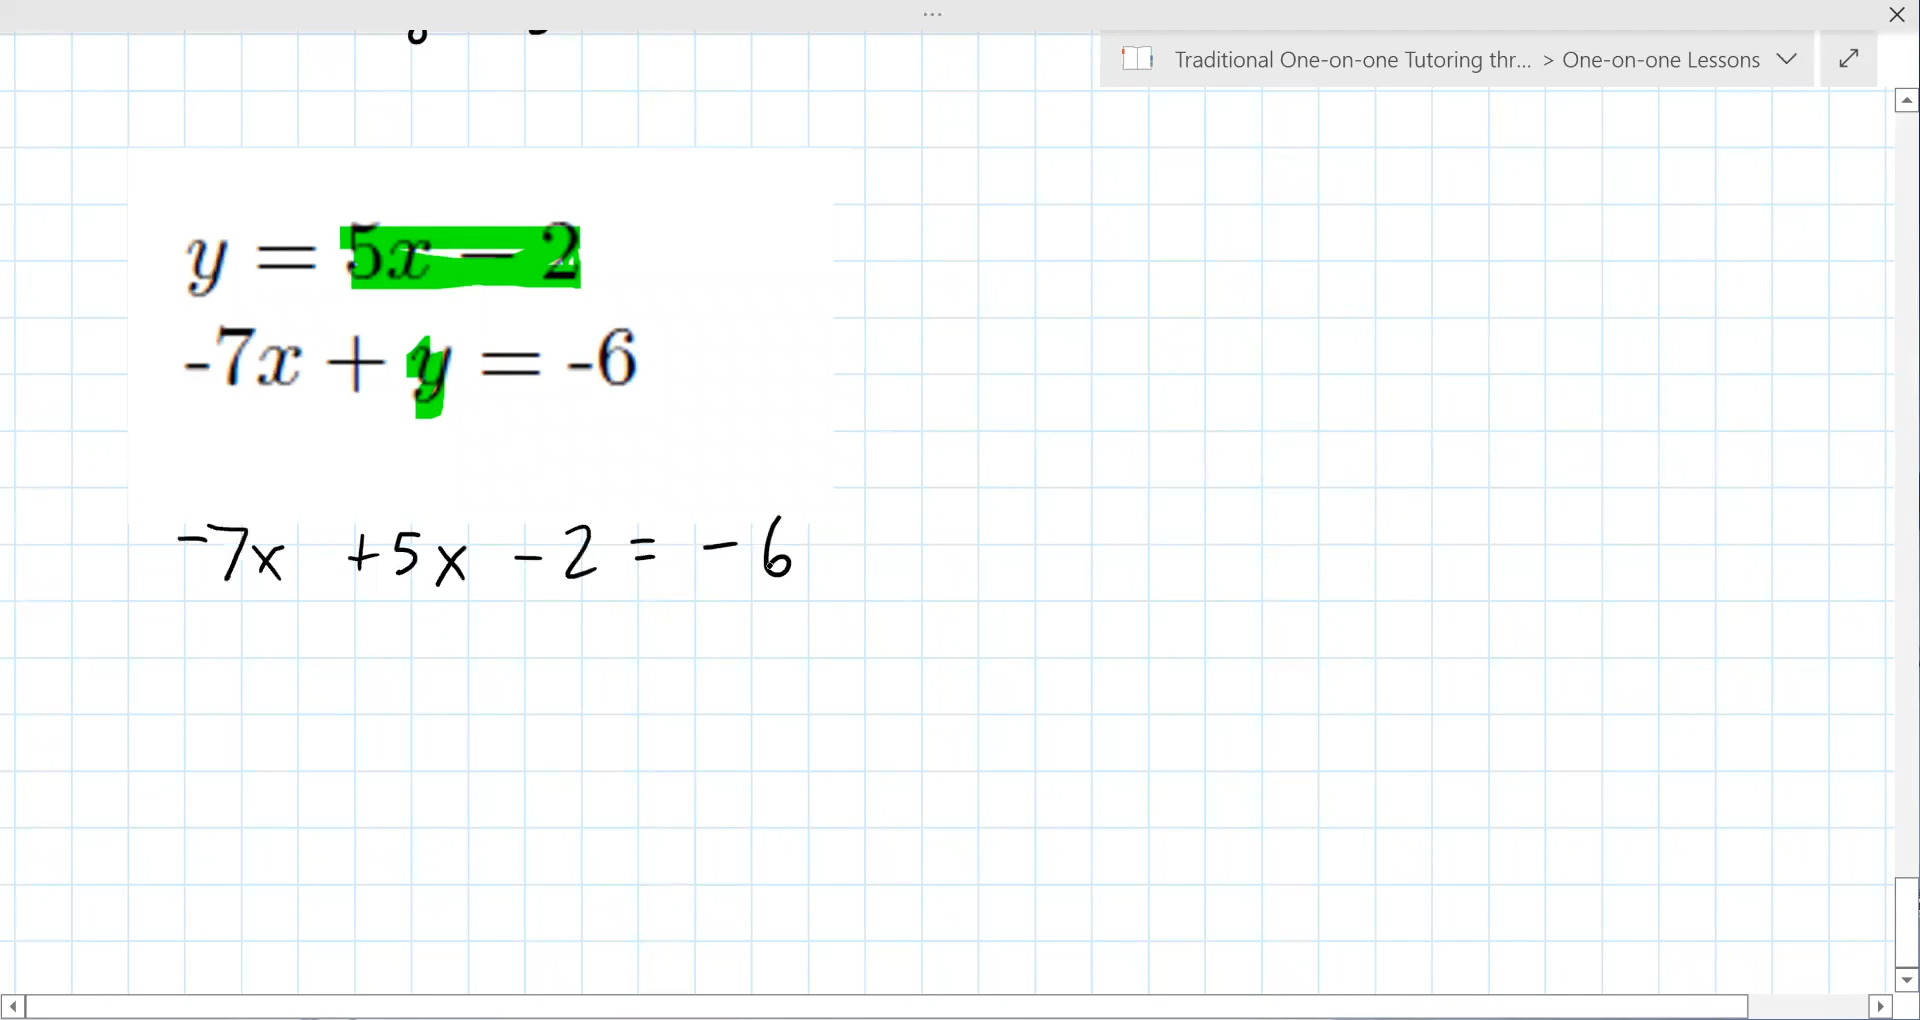 Traditional One-on-one Tutoring thr... > One-on-one Lessons
y = 5x − 2
-7x + y = -6
-7x +5x - 2 = - 6